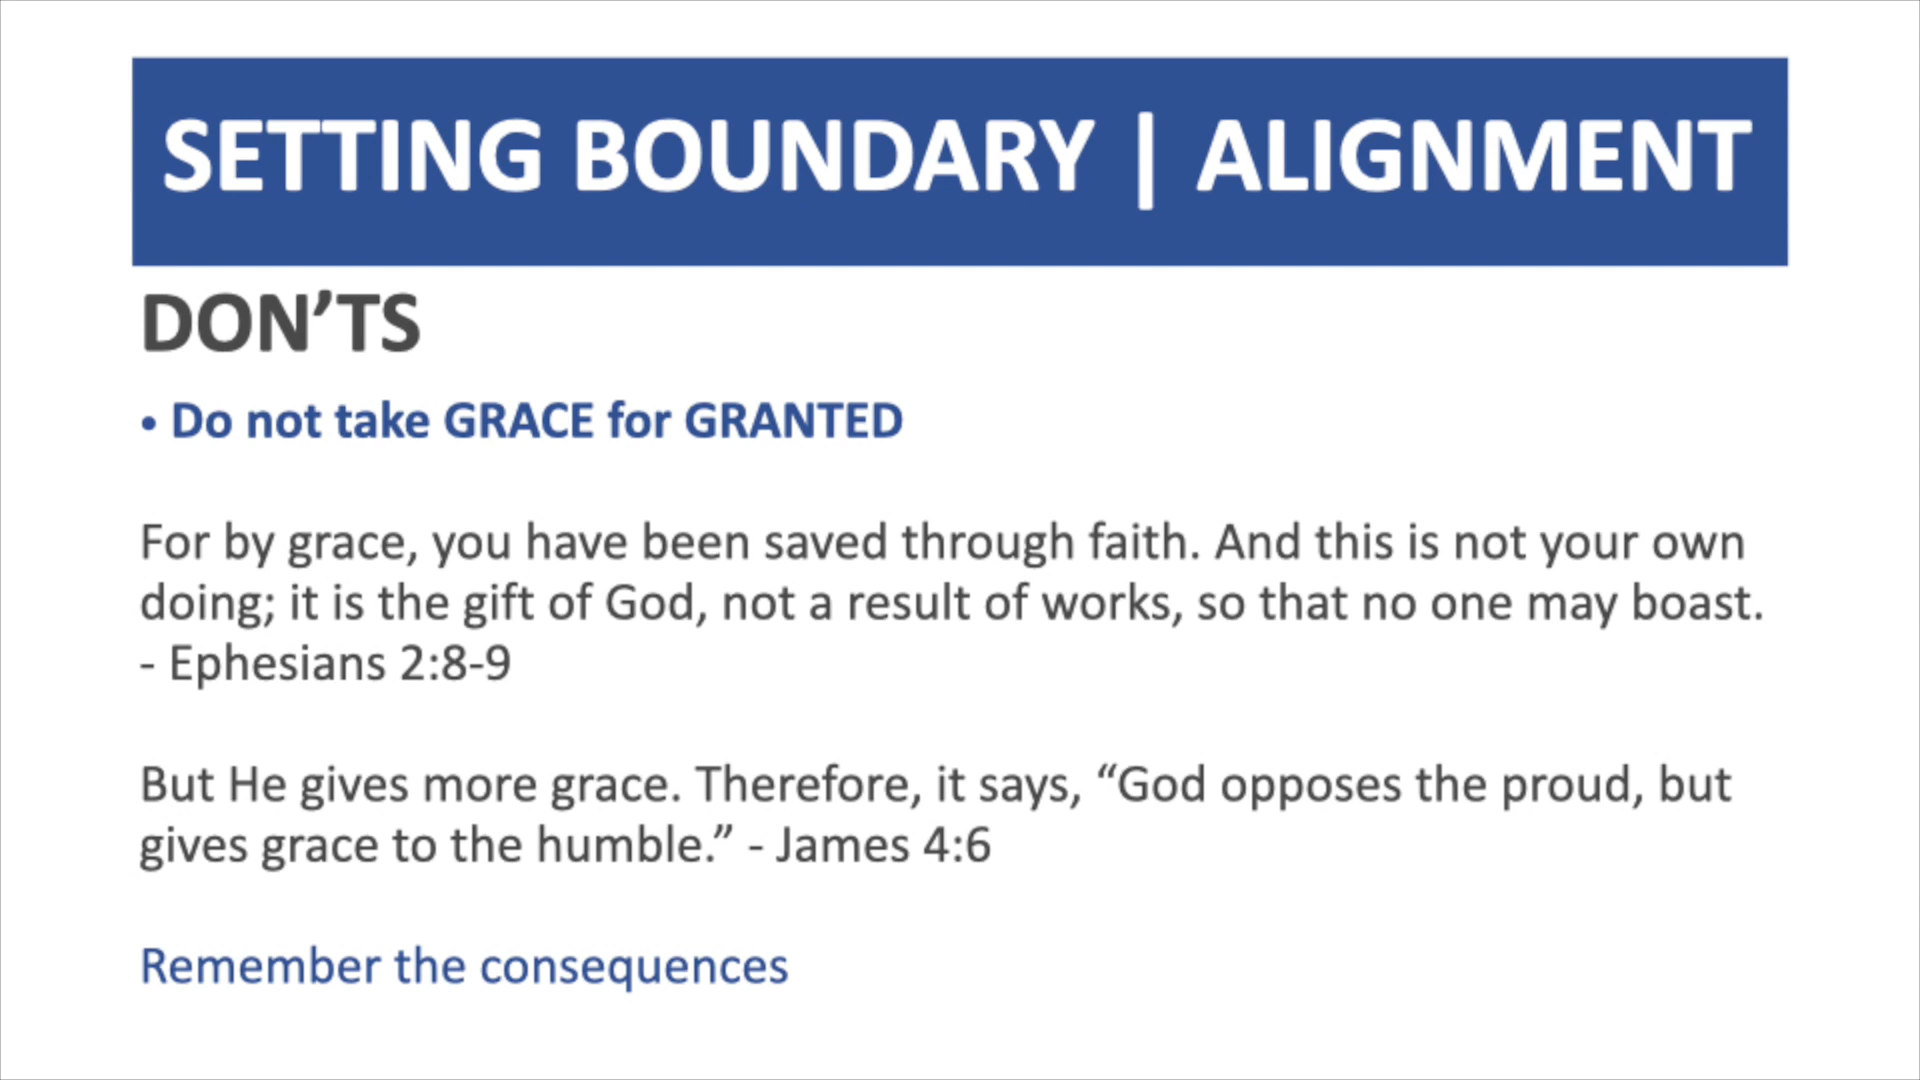 SETTING BOUNDARY | ALIGNMENT
DON’TS
• Do not take GRACE for GRANTED
For by grace, you have been saved through faith. And this is not your own
doing; it is the gift of God, not a result of works, so that no one may boast.
- Ephesians 2:8-9
But He gives more grace. Therefore, it says, “God opposes the proud, but
gives grace to the humble.” - James 4:6
Remember the consequences